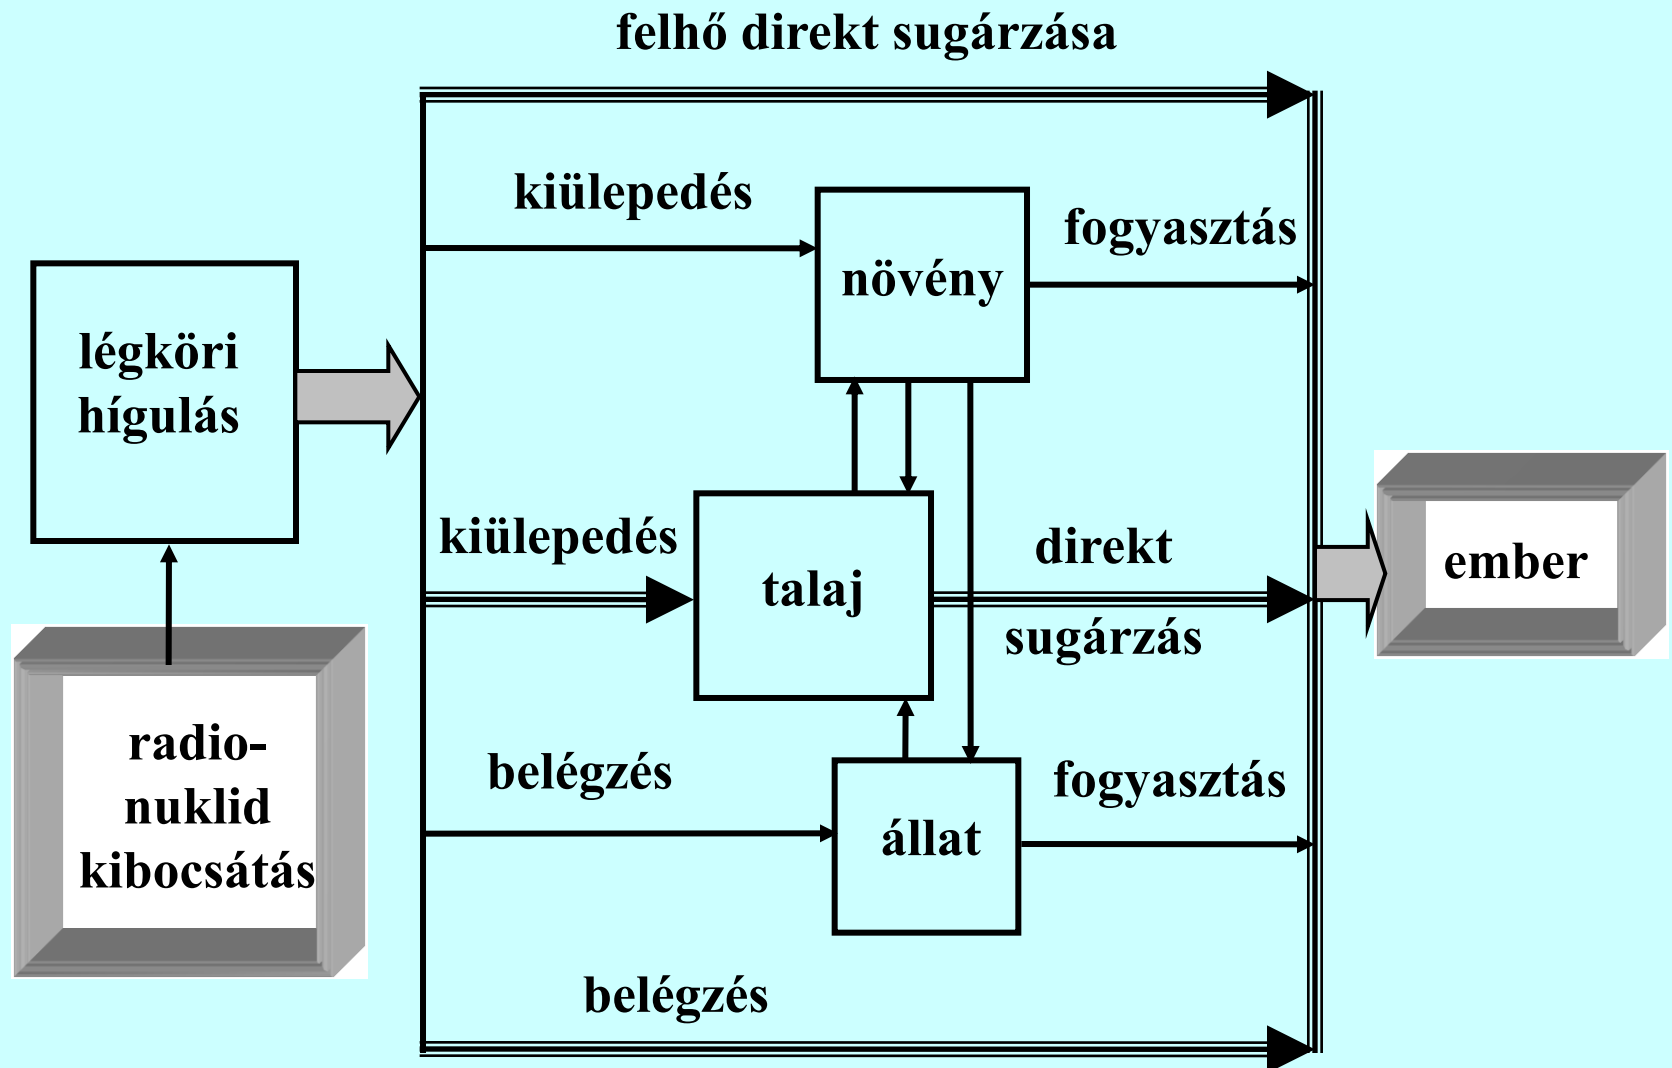 felhő direkt sugárzása
kiülepedés
fogyasztás
növény
légköri
hígulás
kiülepedés
direkt
talaj
sugárzás
ember
radio-
nuklid
kibocsátás
belégzés
fogyasztás
állat
belégzés